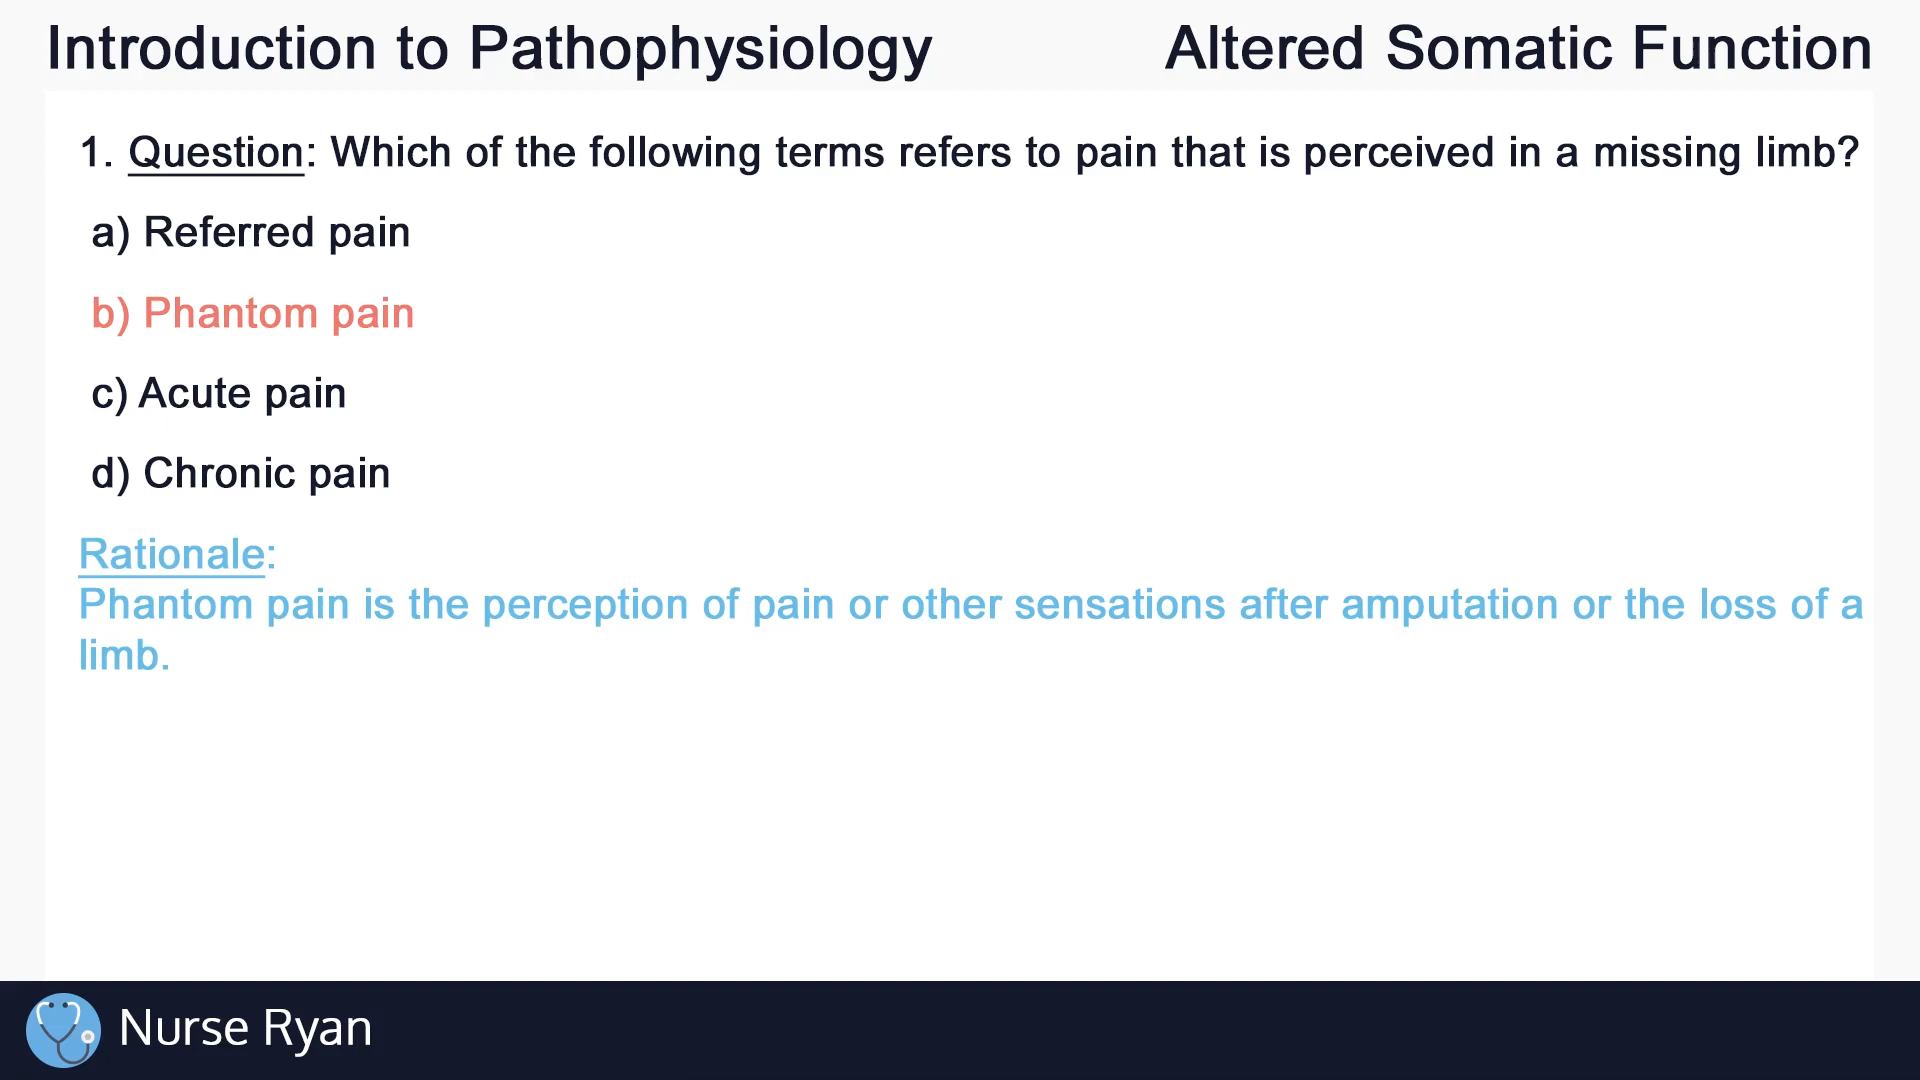 Introduction to Pathophysiology
Altered Somatic Function
1. Question: Which of the following terms refers to pain that is perceived in a missing limb?
a) Referred pain
b) Phantom pain
c) Acute pain
d) Chronic pain
Rationale:
Phantom pain is the perception of pain or other sensations after amputation or the loss of a
limb.
Nurse Ryan